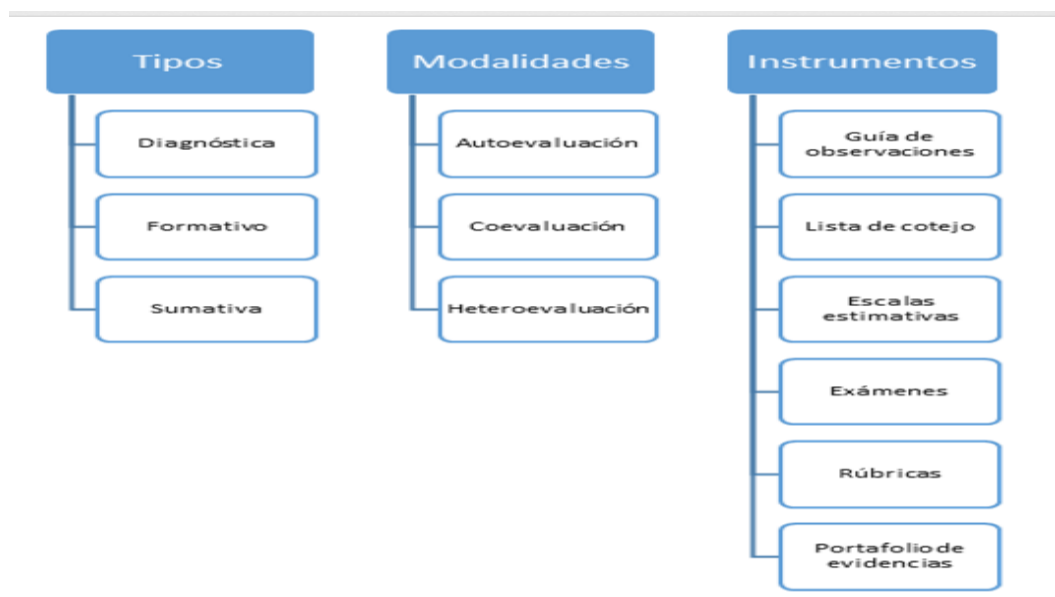 Tipos
Diagnóstica
Formativo
Sumativa
Modalidades
Autoevaluación
Coevaluación
Heteroevaluación
Instrumentos
Guía de
observaciones
Lista de cotejo
Escalas
estimativas
Exámenes
Rúbricas
Portafolio de
evidencias